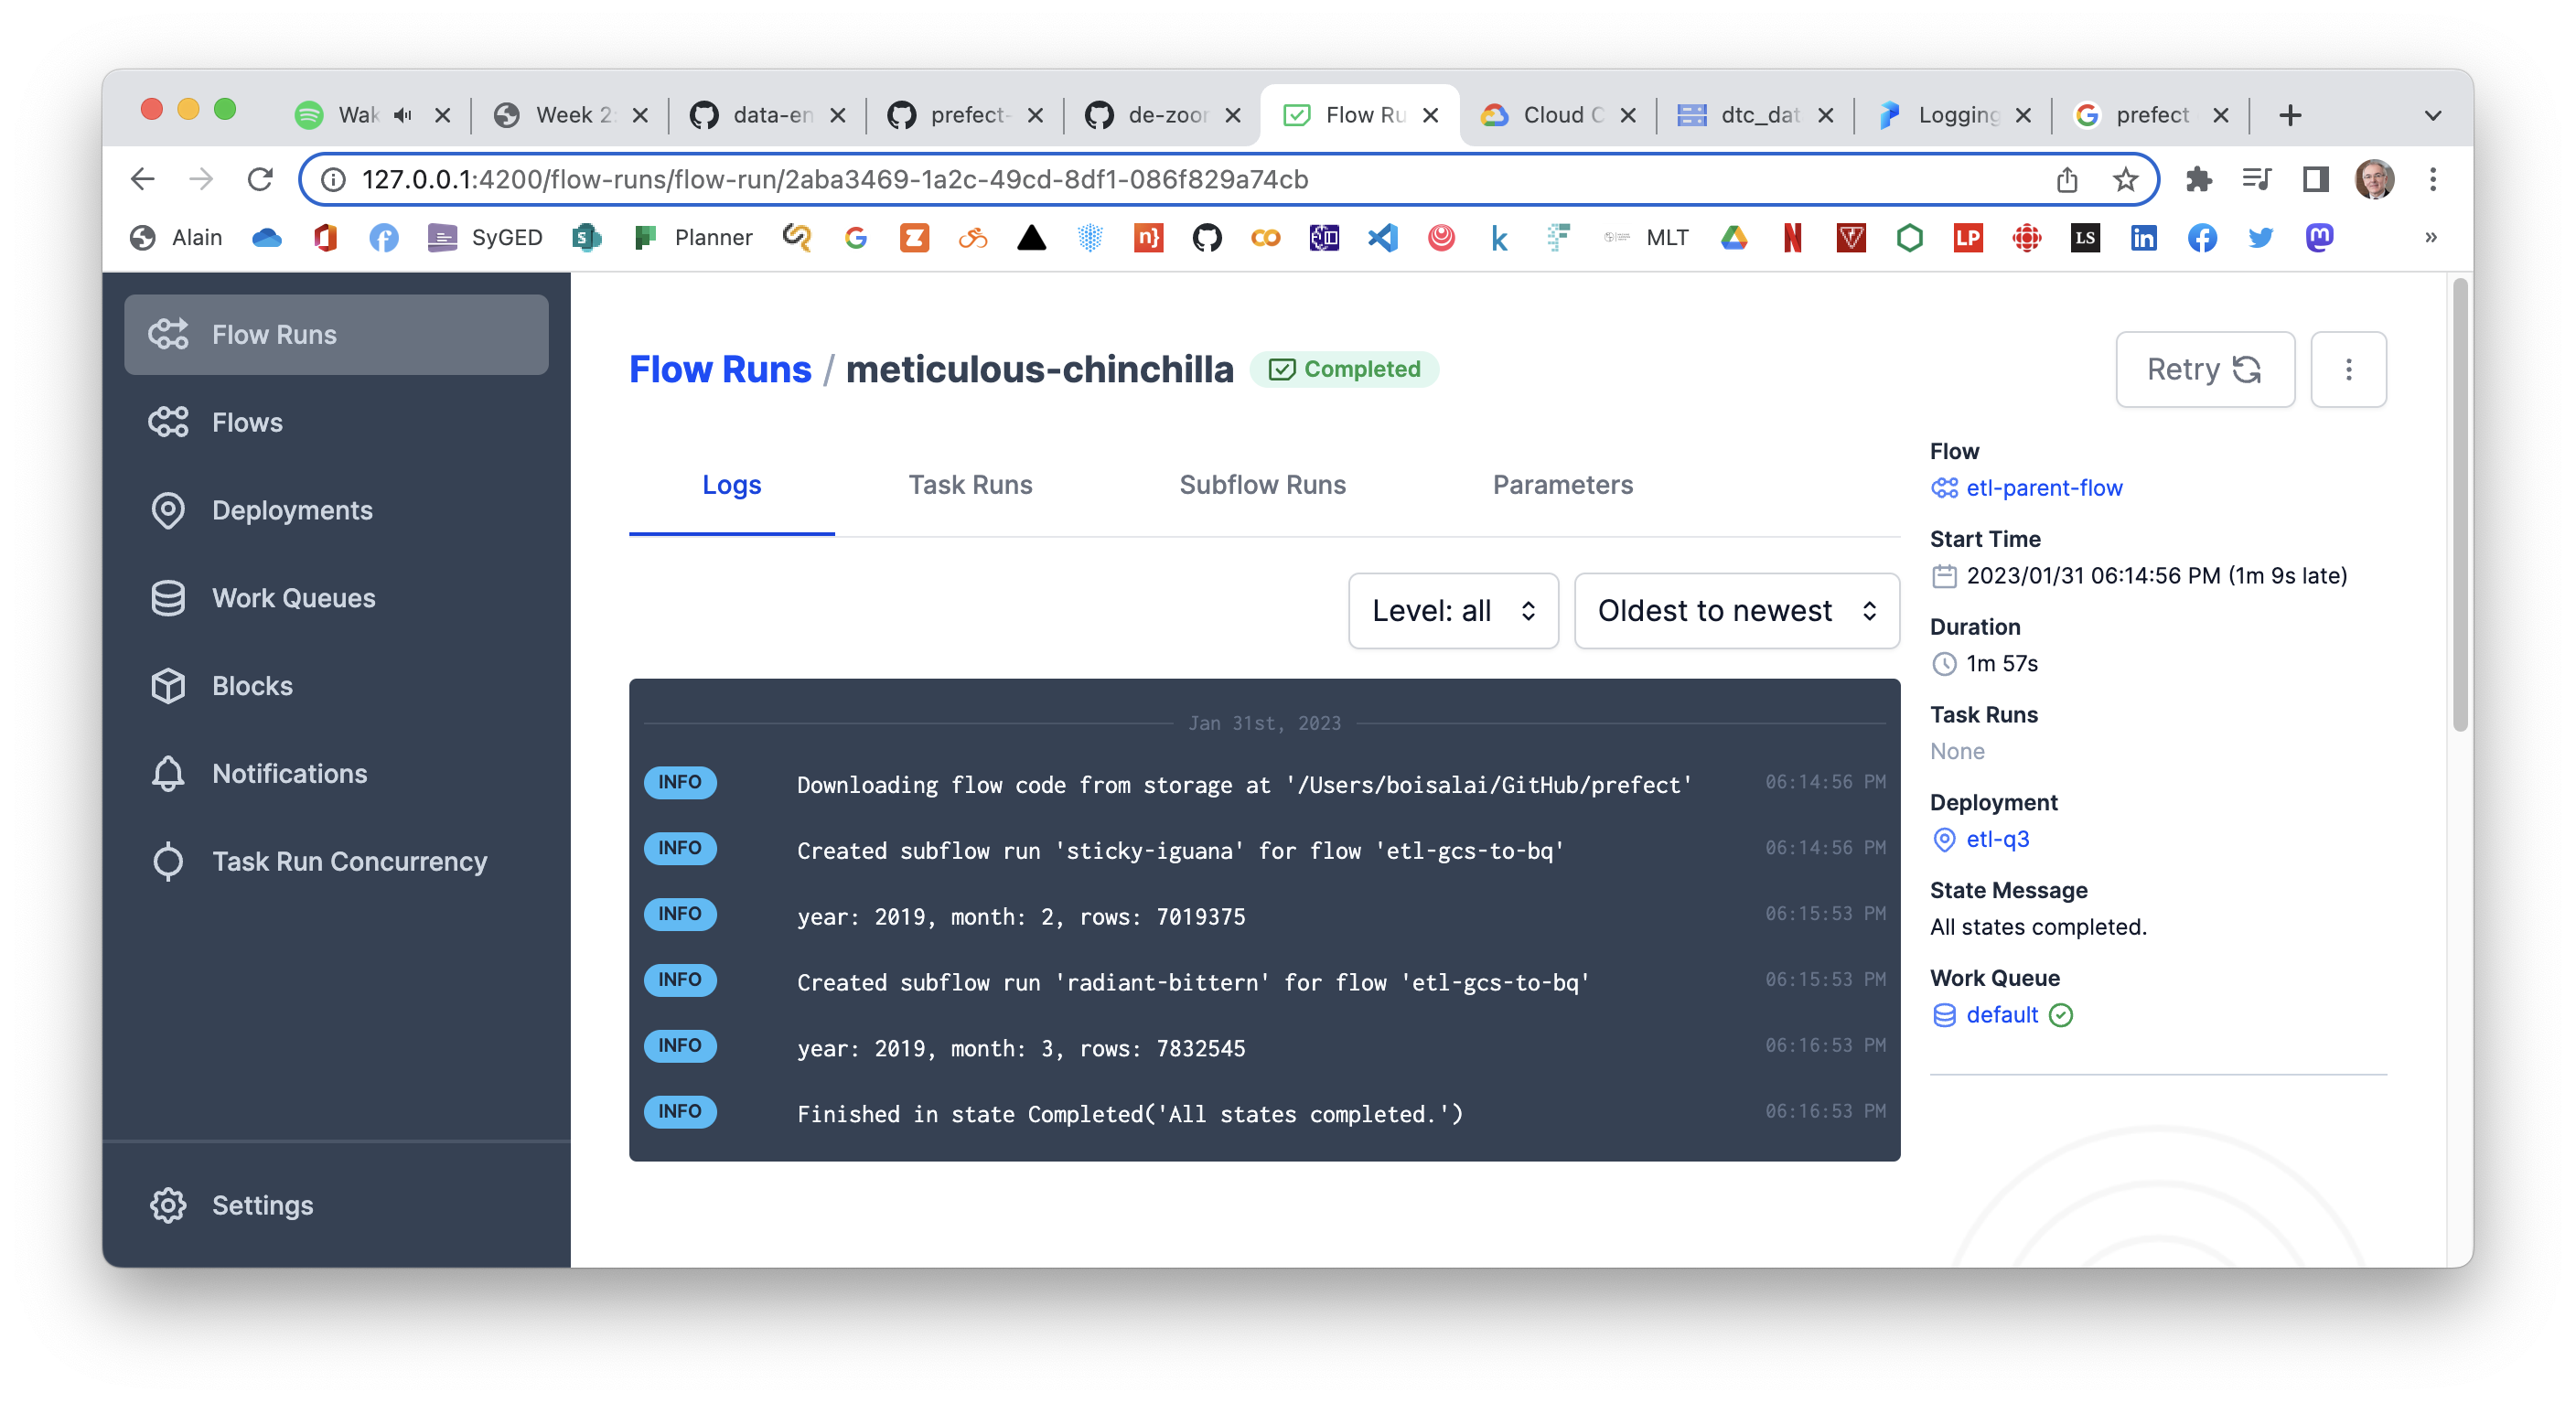 Wak
Week 2:
data-en
prefect-
de-zoor
Flow Ru
Cloud C
dtc_dat
Logging
prefect
127.0.0.1:4200/flow-runs/flow-run/2aba3469-1a2c-49cd-8df1-086f829a74cb
Alain
SyGED
Planner
MLT
LP
LS
in
»
Flow Runs
Flows
Deployments
Work Queues
Blocks
Notifications
Task Run Concurrency
Settings
Flow Runs / meticulous-chinchilla Completed
Retry
Logs Task Runs Subflow Runs Parameters
Level: all Oldest to newest
Jan 31st, 2023
INFO Downloading flow code from storage at '/Users/boisalai/GitHub/prefect' 06:14:56 PM
INFO Created subflow run 'sticky-iguana' for flow 'etl-gcs-to-bq' 06:14:56 PM
INFO year: 2019, month: 2, rows: 7019375 06:15:53 PM
INFO Created subflow run 'radiant-bittern' for flow 'etl-gcs-to-bq' 06:15:53 PM
INFO year: 2019, month: 3, rows: 7832545 06:16:53 PM
INFO Finished in state Completed('All states completed.') 06:16:53 PM
Flow
etl-parent-flow
Start Time
2023/01/31 06:14:56 PM (1m 9s late)
Duration
1m 57s
Task Runs
None
Deployment
etl-q3
State Message
All states completed.
Work Queue
default